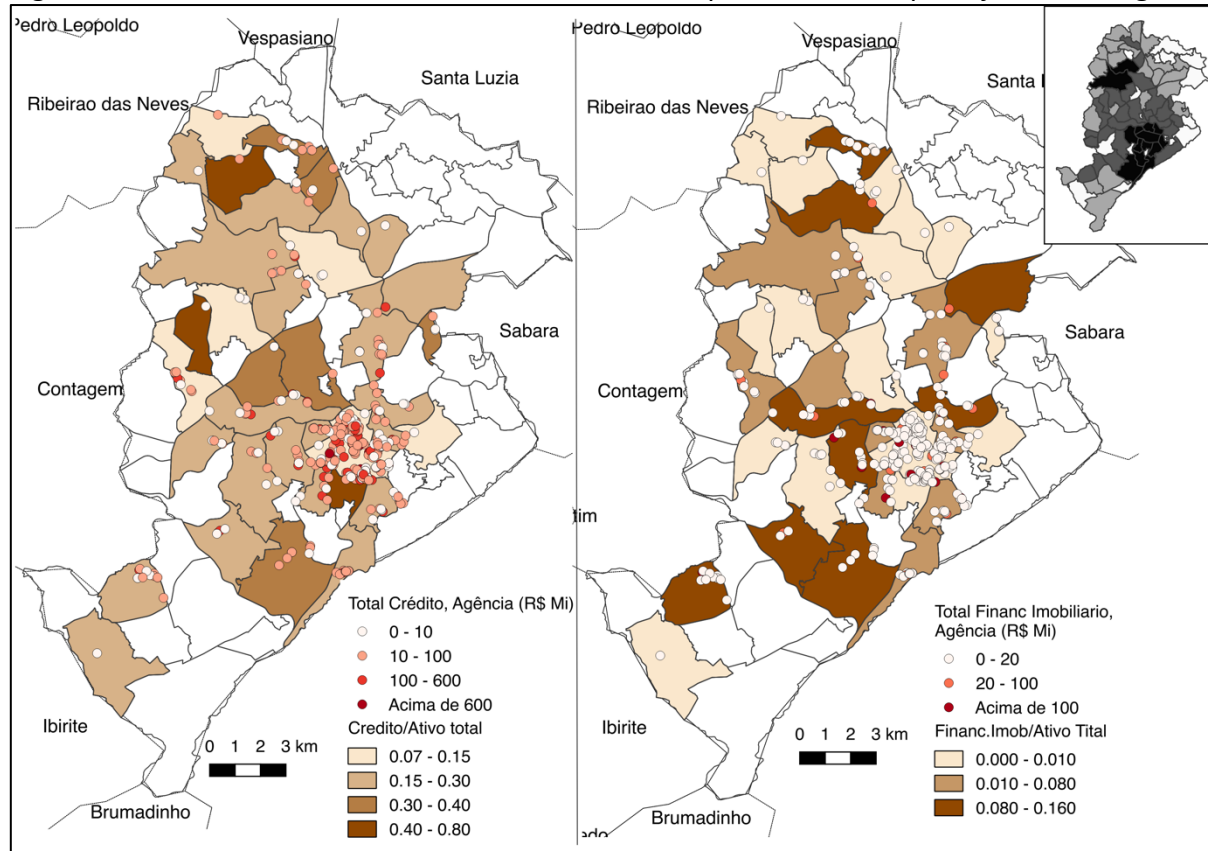 Pedro Leopoldo
Vespasiano
Santa Luzia
Ribeirao das Neves
Sabara
Contagem
Ibirite
Brumadinho
Total Crédito, Agência (R$ Mi)
0 - 10
10 - 100
100 - 600
Acima de 600
Credito/Ativo total
0.07 - 0.15
0.15 - 0.30
0.30 - 0.40
0.40 - 0.80
0 1 2 3 km
Pedro Leopoldo
Vespasiano
Santa
Ribeirao das Neves
Sabara
Contagem
tim
Ibirite
Brumadinho
Total Financ Imobiliario,
Agência (R$ Mi)
0 - 20
20 - 100
Acima de 100
Financ.Imob/Ativo Tital
0.000 - 0.010
0.010 - 0.080
0.080 - 0.160
0 1 2 3 km